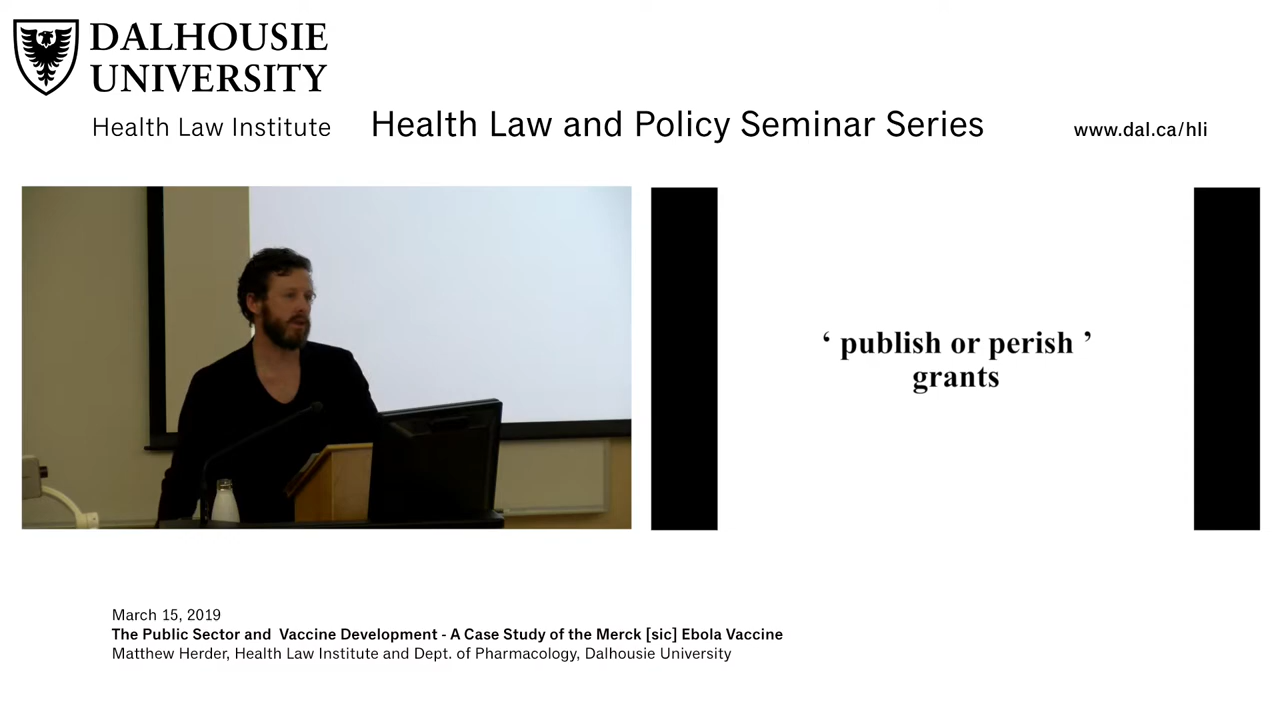 DALHOUSIE
UNIVERSITY
Health Law Institute
Health Law and Policy Seminar Series
www.dal.ca/hli
‘ publish or perish ’
grants
March 15, 2019
The Public Sector and Vaccine Development - A Case Study of the Merck [sic] Ebola Vaccine
Matthew Herder, Health Law Institute and Dept. of Pharmacology, Dalhousie University